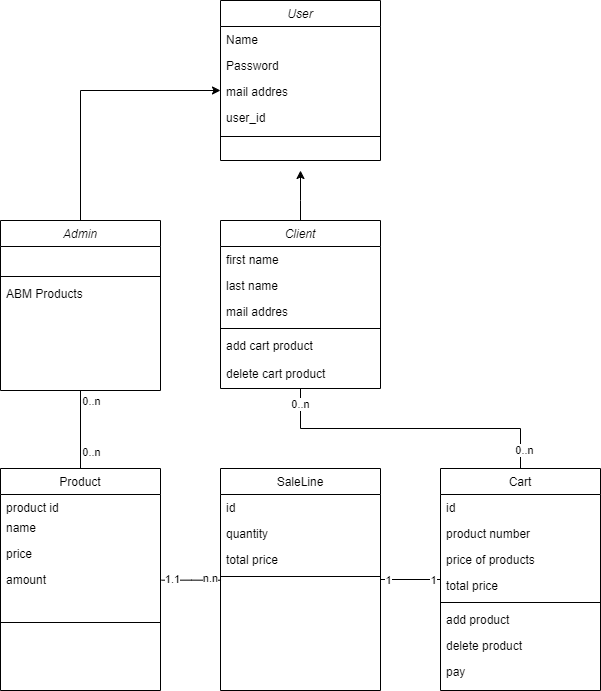 User
Name
Password
mail addres
user_id
Admin
ABM Products
Client
first name
last name
mail addres
add cart product
delete cart product
0..n
0..n
0..n
0..n
Product
product id
name
price
amount
1.1
n.n
SaleLine
id
quantity
total price
1
1
Cart
id
product number
price of products
total price
add product
delete product
pay